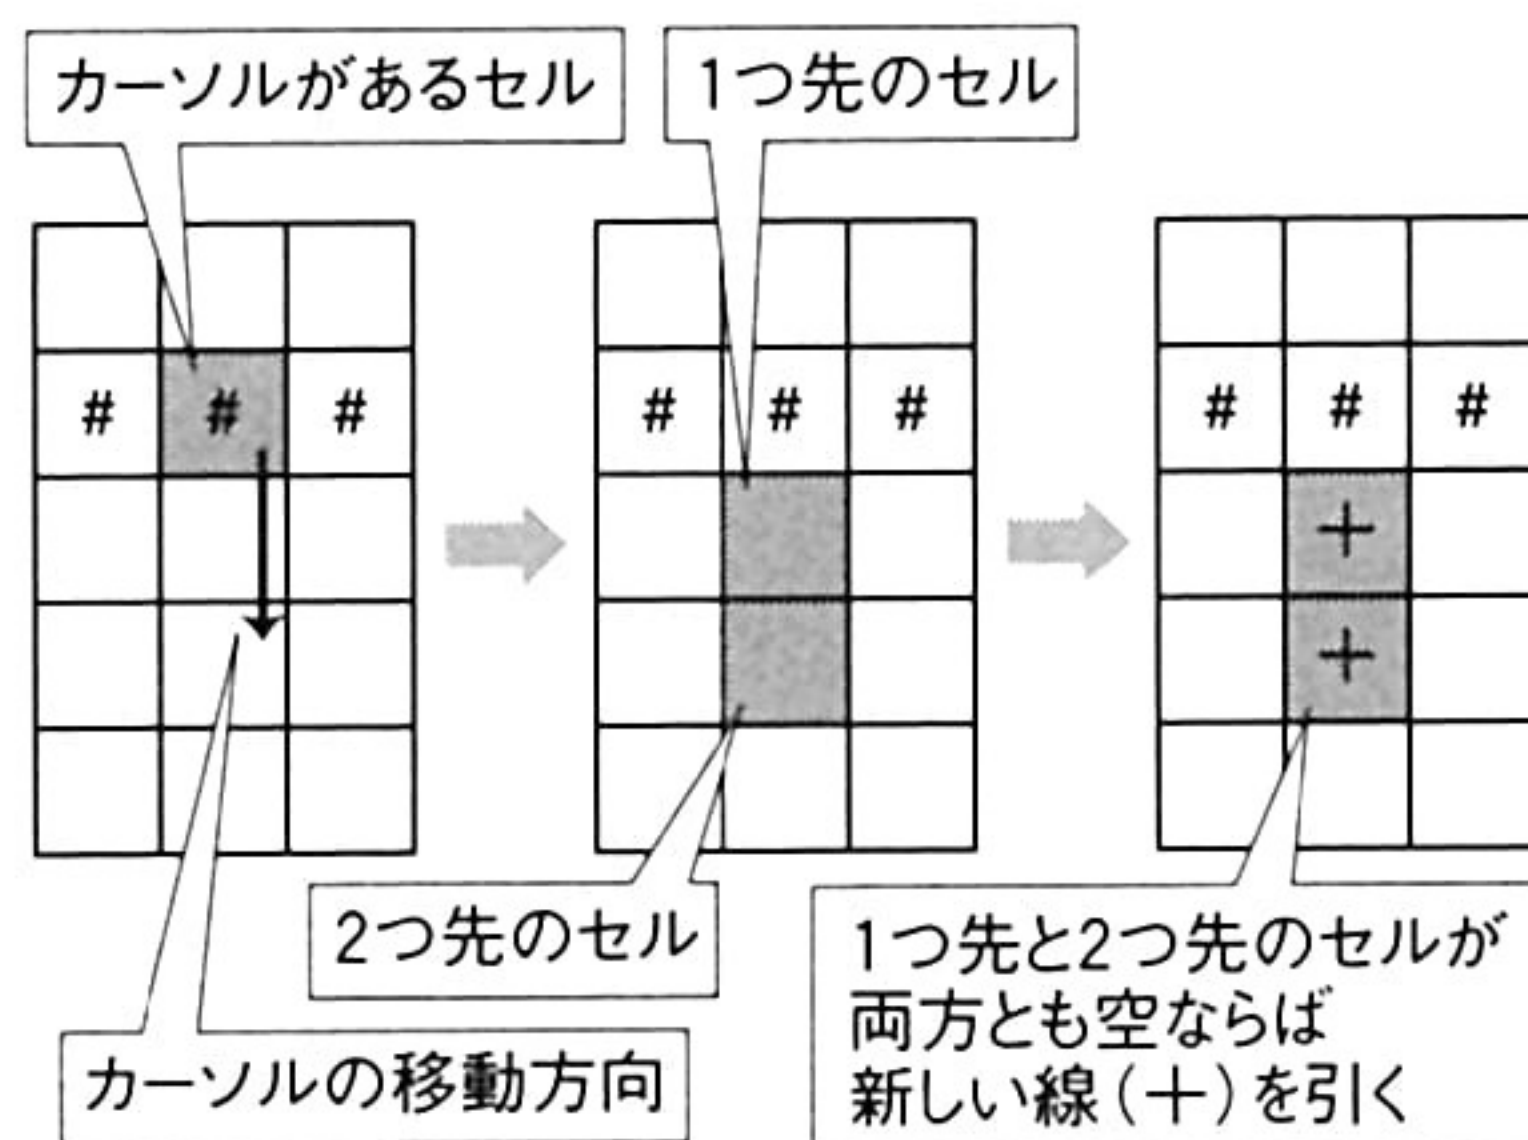 カーソルがあるセル
1つ先のセル
# # #
# # #
# # #
+
+
2つ先のセル
カーソルの移動方向
1つ先と2つ先のセルが
両方とも空ならば
新しい線(+)を引く